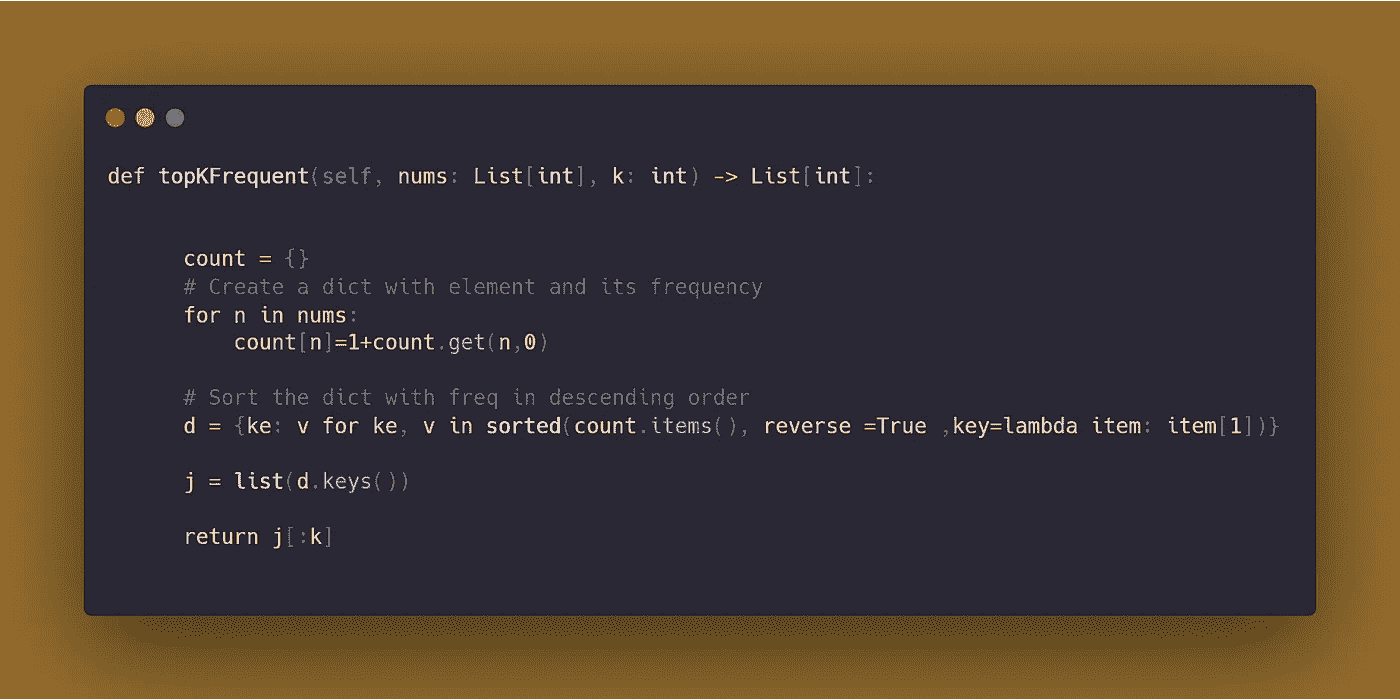 def topKFrequent(self, nums: List[int], k: int) -> List[int]:
count = {}
# Create a dict with element and its frequency
for n in nums:
count[n]=1+count.get(n,0)
# Sort the dict with freq in descending order
d = {ke: v for ke, v in sorted(count.items(), reverse =True ,key=lambda item: item[1])}
j = list(d.keys())
return j[:k]